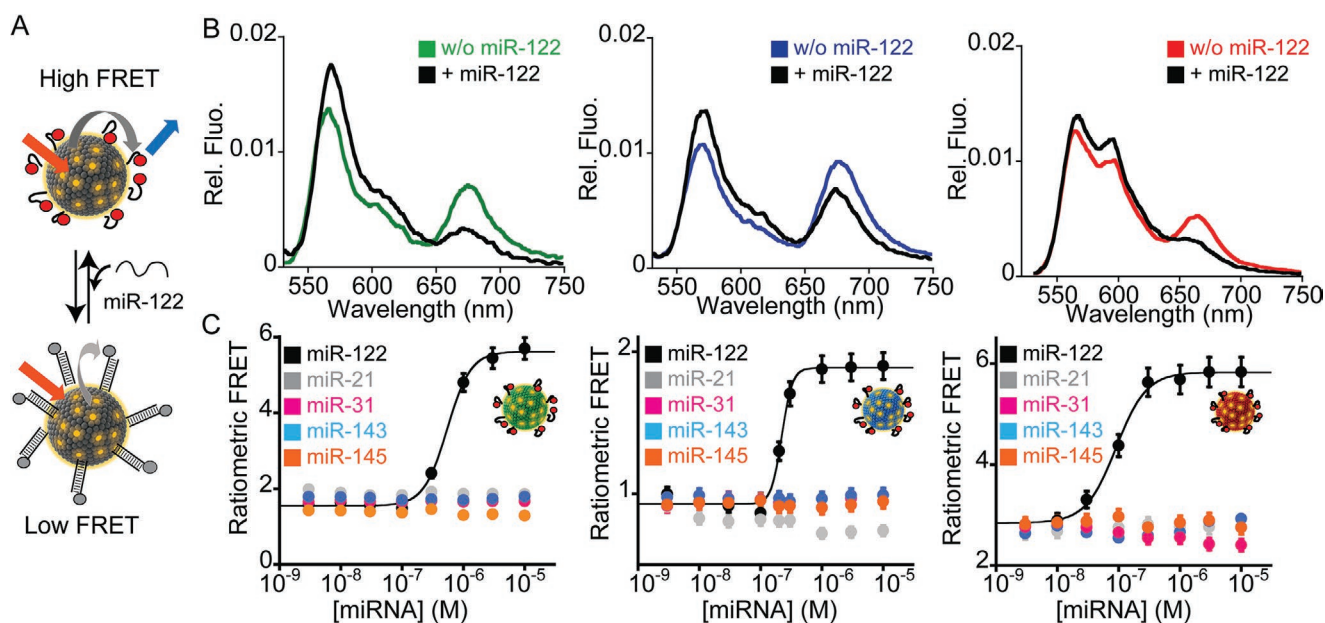 A
High FRET
miR-122
Low FRET
B
0.02
0.01
0
Rel. Fluo.
w/o miR-122
+ miR-122
550 600 650 700 750
Wavelength (nm)
0.02
0.01
0
Rel. Fluo.
w/o miR-122
+ miR-122
550 600 650 700 750
Wavelength (nm)
0.02
0.01
0
Rel. Fluo.
w/o miR-122
+ miR-122
550 600 650 700 750
Wavelength (nm)
C
6
4
2
0
Ratiometric FRET
miR-122
miR-21
miR-31
miR-143
miR-145
10-9 10-8 10-7 10-6 10-5
[miRNA] (M)
2
1
Ratiometric FRET
miR-122
miR-21
miR-31
miR-143
miR-145
10-9 10-8 10-7 10-6 10-5
[miRNA] (M)
6
4
2
Ratiometric FRET
miR-122
miR-21
miR-31
miR-143
miR-145
10-9 10-8 10-7 10-6 10-5
[miRNA] (M)